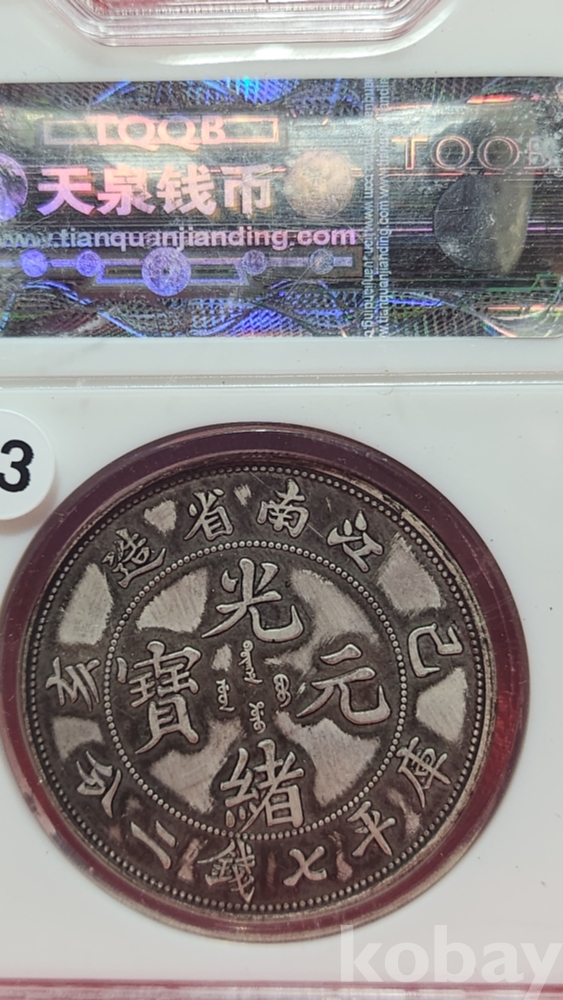 TQQB
TQQB
天泉钱币
www.tianquanjianding.com
3
造省南江
己亥
光緒元寶
庫平七錢二分
kobay